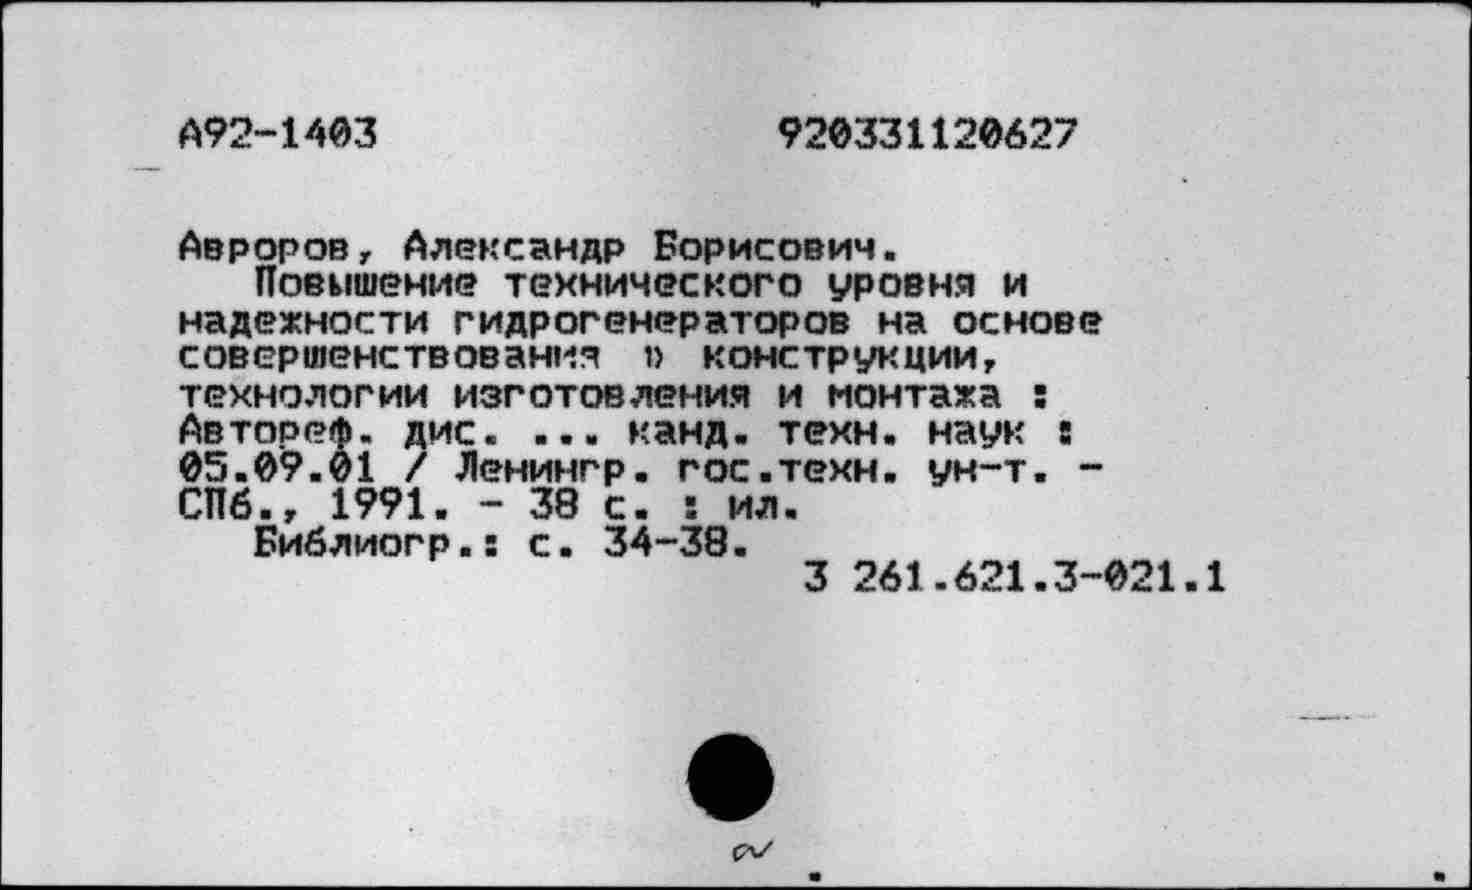 А92-1403 920331120627
Авроров, Александр Борисович.
Повышение технического уровня и
надежности гидрогенераторов на основе
совершенствования конструкции,
технологии изготовления и монтажа :
Автореф. дис. ... канд. техн. наук :
05.09.01 / Ленингр. гос.техн. ун-т. -
СПб., 1991. - 38 с. : ил.
Библиогр.: с. 34-38.
3 261.621.3-021.1